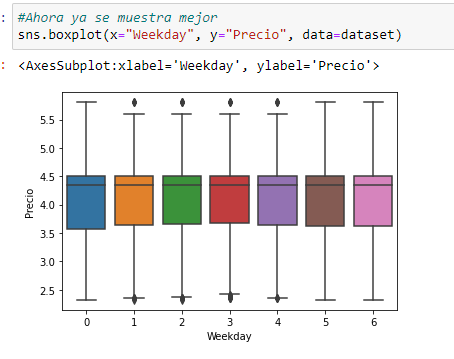 #Ahora ya se muestra mejor
sns.boxplot(x="Weekday", y="Precio", data=dataset)
<AxesSubplot:xlabel='Weekday', ylabel='Precio'>
5.5
5.0
4.5
4.0
3.5
3.0
2.5
Precio
0 1 2 3 4 5 6
Weekday